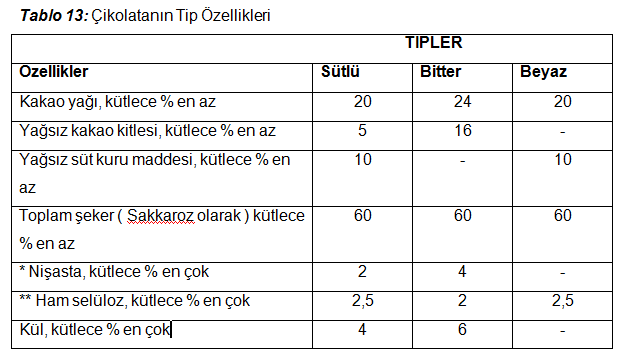 Tablo 13: Çikolatanın Tip Özellikleri
TIPLER
Ozellikler Sütlü Bitter Beyaz
Kakao yağı, kütlece % en az 20 24 20
Yağsız kakao kitlesi, kütlece % en az 5 16 -
Yağsız süt kuru maddesi, kütlece % en 10 - 10
az
Toplam şeker ( Sakkaroz olarak ) kütlece 60 60 60
% en az
* Nişasta, kütlece % en çok 2 4 -
** Ham selüloz, kütlece % en çok 2,5 2 2,5
Kül, kütlece % en çok 4 6 -